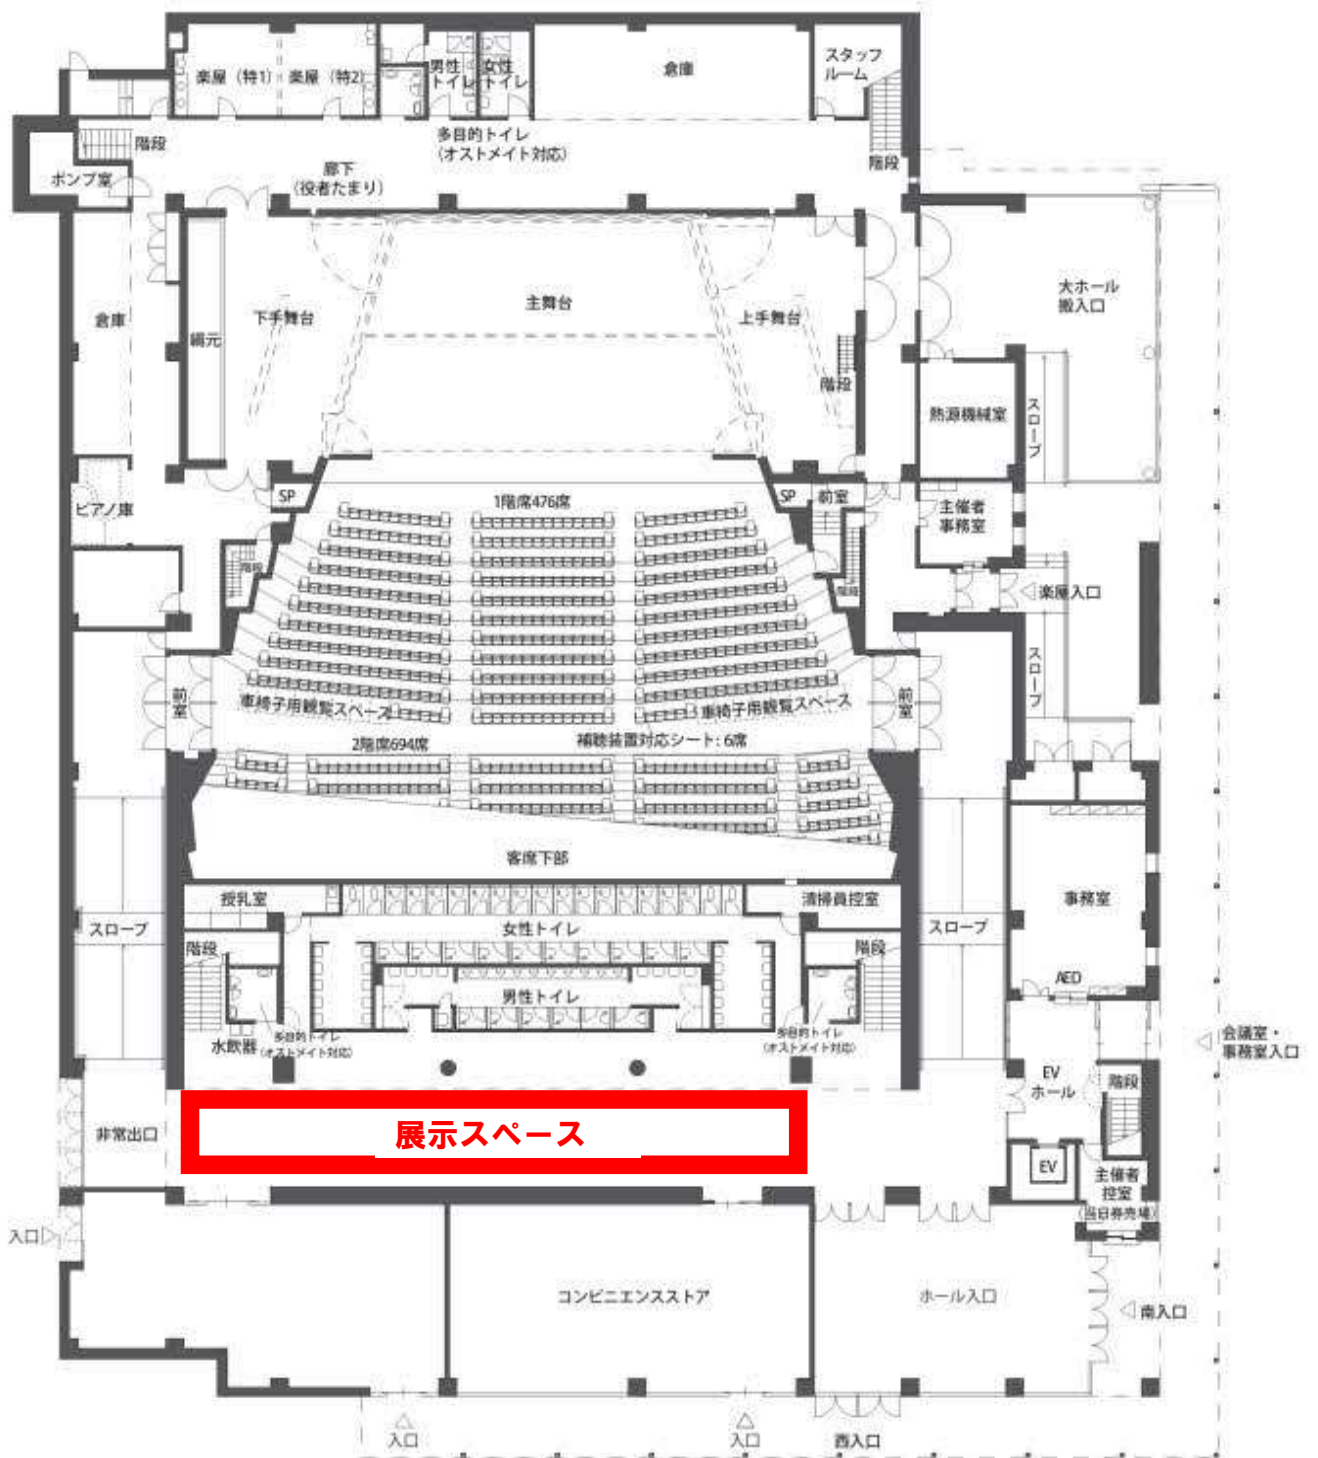 楽屋（特1）
楽屋（特2）
男性
トイレ
女性
トイレ
倉庫
スタッフ
ルーム
階段
多目的トイレ
（オストメイト対応）
階段
ポンプ室
廊下
（役者たまり）
大ホール
搬入口
主舞台
下手舞台
上手舞台
倉庫
綱元
階段
熱源機械室
スロープ
SP
1階席476席
SP
前室
主催者
事務室
ピアノ庫
階段
階段
楽屋入口
スロープ
前室
車椅子用観覧スペース
車椅子用観覧スペース
前室
2階席694席
補聴装置対応シート：6席
客席下部
授乳室
清掃員控室
事務室
スロープ
女性トイレ
スロープ
階段
階段
AED
男性トイレ
水飲器
多目的トイレ
（オストメイト対応）
多目的トイレ
（オストメイト対応）
会議室・
事務室入口
EV
ホール
階段
非常出口
展示スペース
EV
主催者
控室
（当日券売場）
入口
コンビニエンスストア
ホール入口
南入口
入口
入口
西入口